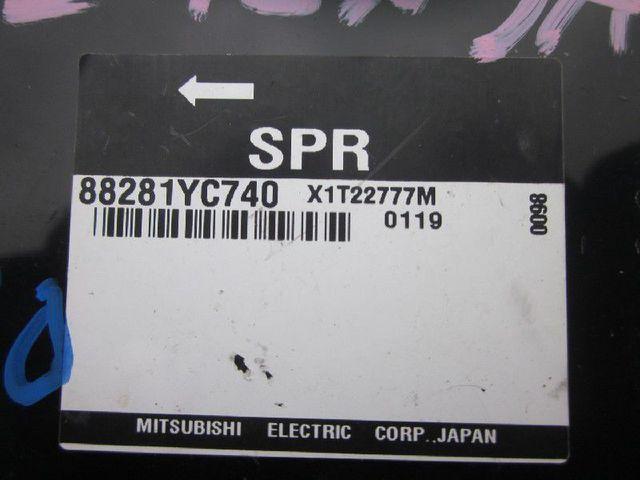 SPR
88281YC740 X1T22777M
0119
0098
MITSUBISHI ELECTRIC CORP.,JAPAN